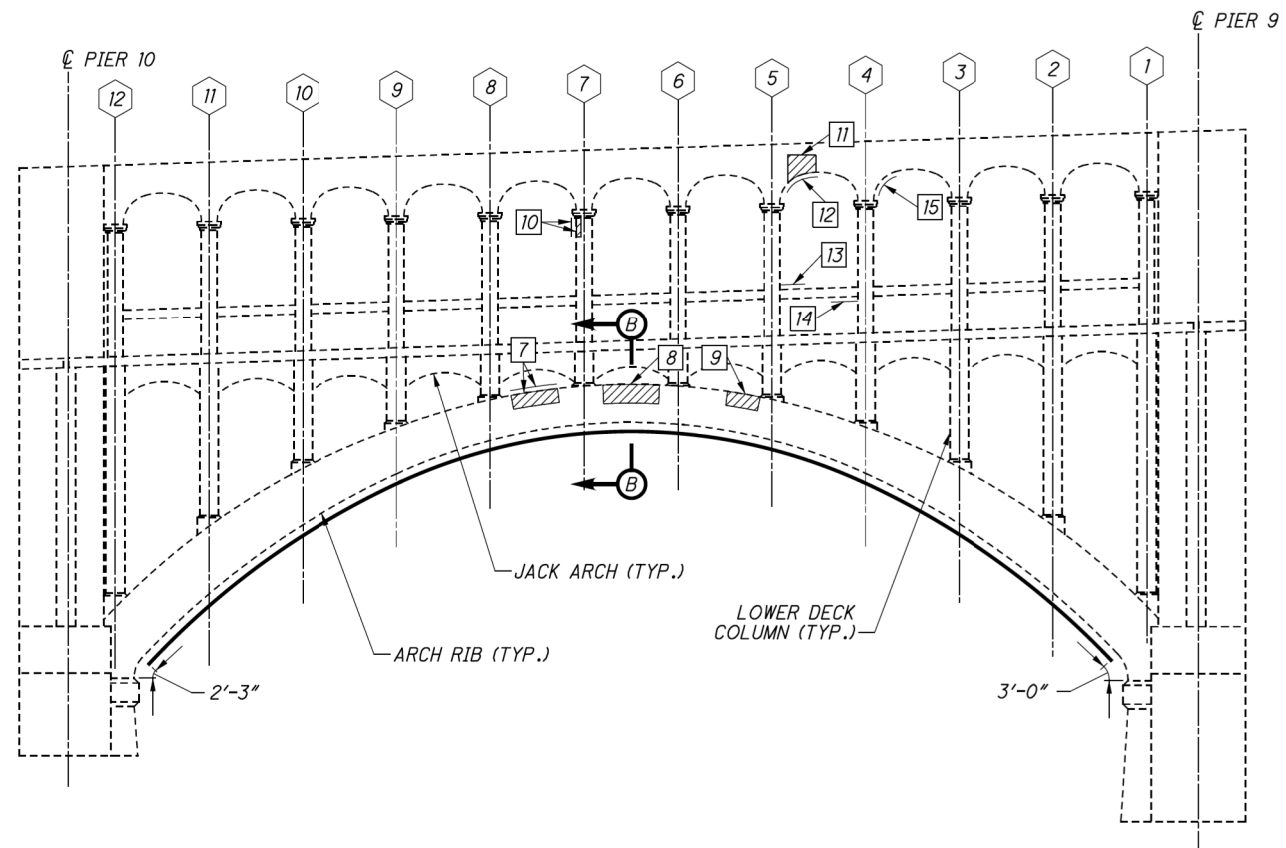 ℄ PIER 9
℄ PIER 10
12
11
10
9
8
7
6
5
4
3
2
1
11
10
12
15
13
14
B
7
8
9
B
JACK ARCH (TYP.)
LOWER DECK
COLUMN (TYP.)
ARCH RIB (TYP.)
2'-3"
3'-0"